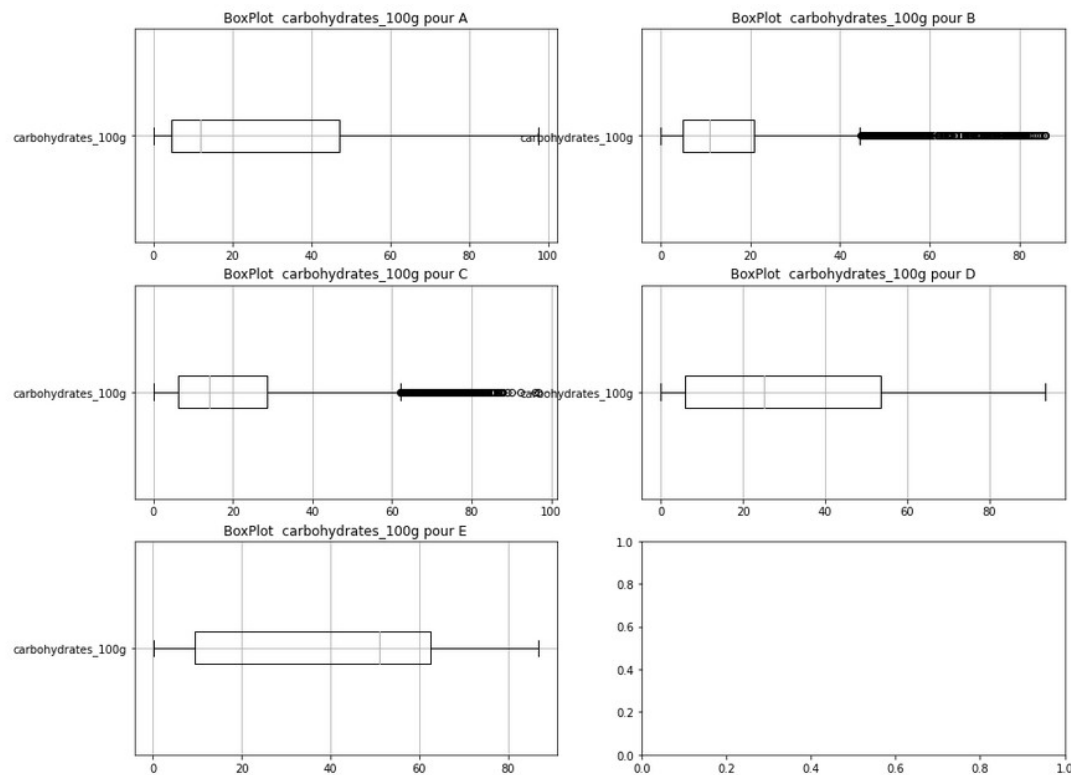 BoxPlot carbohydrates_100g pour A
carbohydrates_100g
0 20 40 60 80 100
BoxPlot carbohydrates_100g pour B
carbohydrates_100g
0 20 40 60 80
BoxPlot carbohydrates_100g pour C
carbohydrates_100g
0 20 40 60 80 100
BoxPlot carbohydrates_100g pour D
carbohydrates_100g
0 20 40 60 80
BoxPlot carbohydrates_100g pour E
carbohydrates_100g
0 20 40 60 80
1.0
0.8
0.6
0.4
0.2
0.0
0.0 0.2 0.4 0.6 0.8 1.0